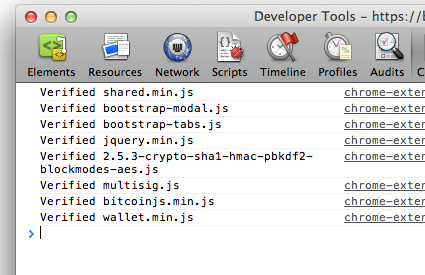 Developer Tools - https://b
Elements Resources Network Scripts Timeline Profiles Audits C
Verified shared.min.js chrome-exter
Verified bootstrap-modal.js chrome-exter
Verified bootstrap-tabs.js chrome-exter
Verified jquery.min.js chrome-exter
Verified 2.5.3-crypto-sha1-hmac-pbkdf2- chrome-exter
blockmodes-aes.js
Verified multisig.js chrome-exter
Verified bitcoinjs.min.js chrome-exter
Verified wallet.min.js chrome-exter
>